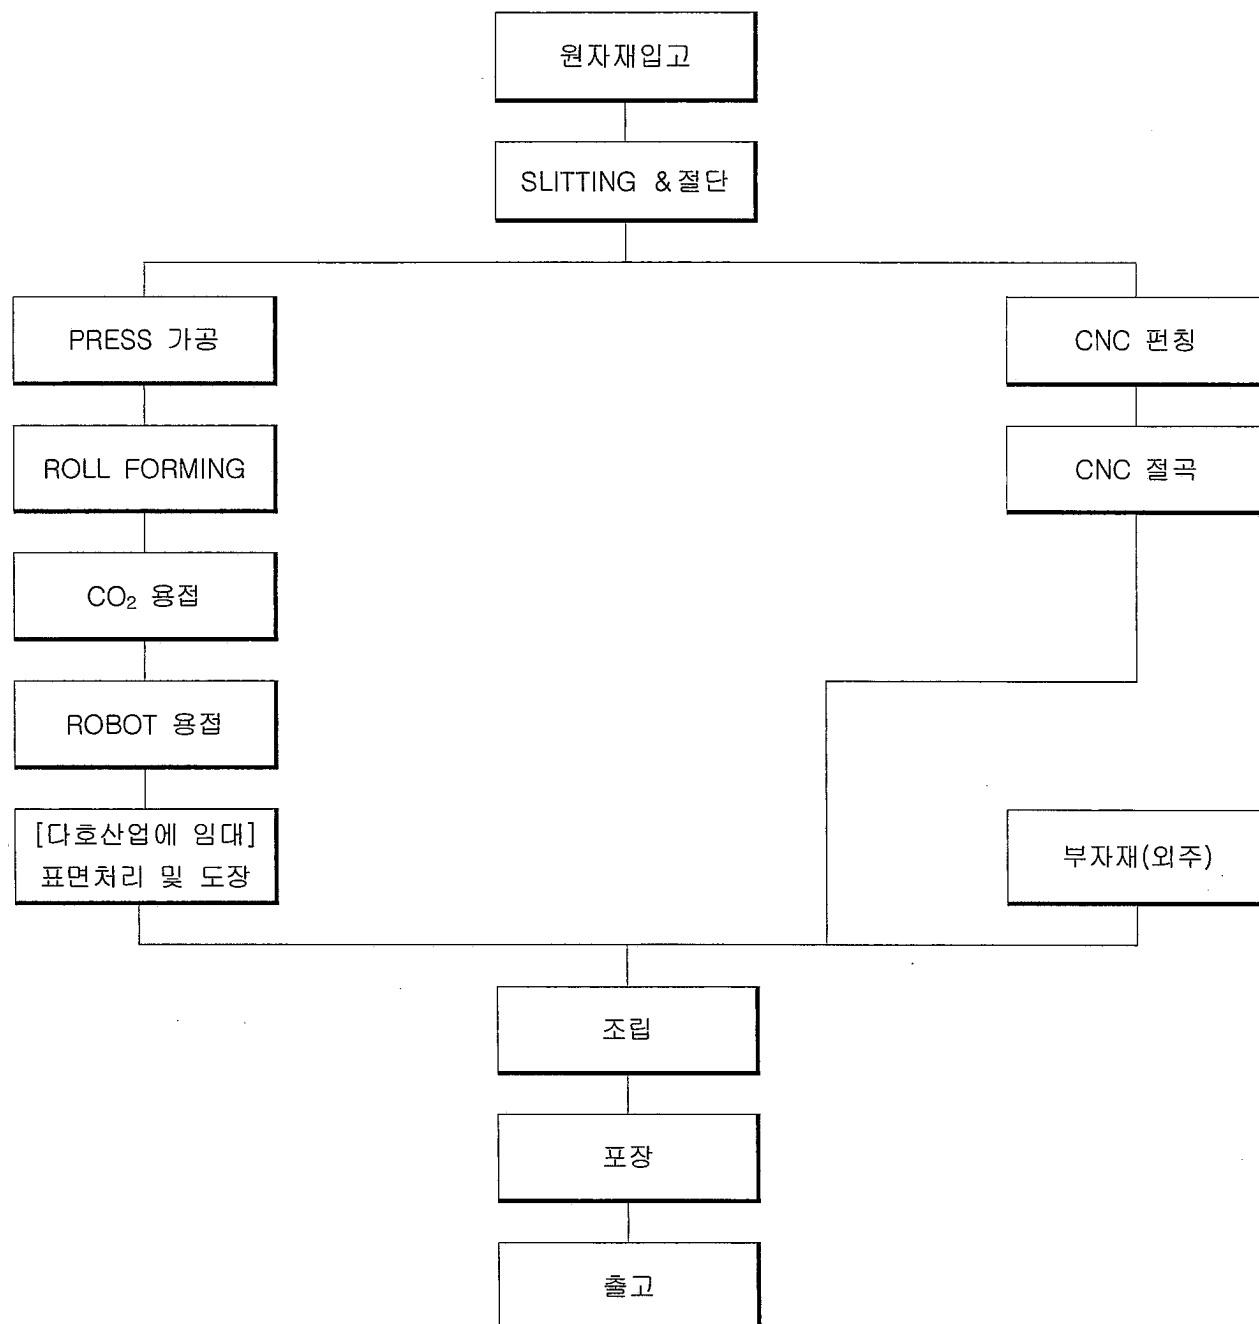 원자재입고
SLITTING &절단
PRESS 가공
CNC 펀칭
ROLL FORMING
CNC 절곡
CO₂ 용접
ROBOT 용접
[다호산업에 임대]
표면처리 및 도장
부자재(외주)
조립
포장
출고